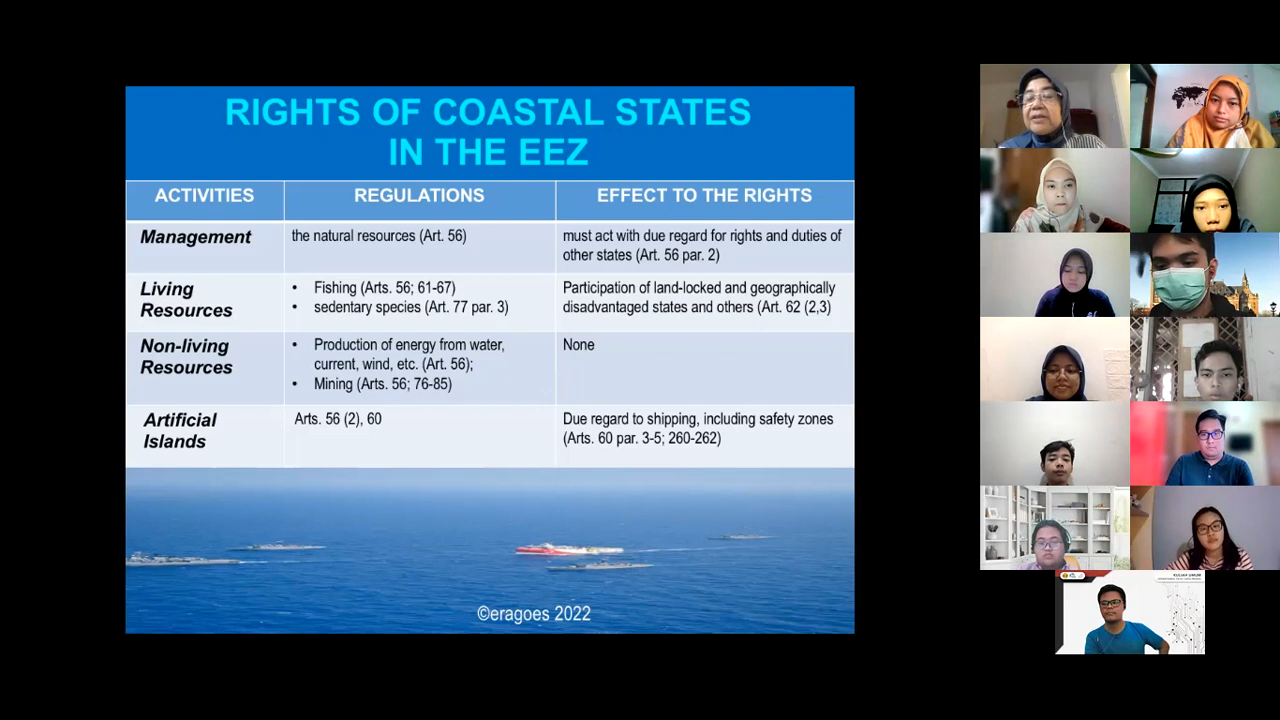 RIGHTS OF COASTAL STATES
IN THE EEZ
ACTIVITIES
REGULATIONS
EFFECT TO THE RIGHTS
Management
the natural resources (Art. 56)
must act with due regard for rights and duties of
other states (Art. 56 par. 2)
Living
Resources
• Fishing (Arts. 56; 61-67)
• sedentary species (Art. 77 par. 3)
Participation of land-locked and geographically
disadvantaged states and others (Art. 62 (2,3)
Non-living
Resources
• Production of energy from water,
current, wind, etc. (Art. 56);
• Mining (Arts. 56; 76-85)
None
Artificial
Islands
Arts. 56 (2), 60
Due regard to shipping, including safety zones
(Arts. 60 par. 3-5; 260-262)
©eragoes 2022
KULIAH UMUM